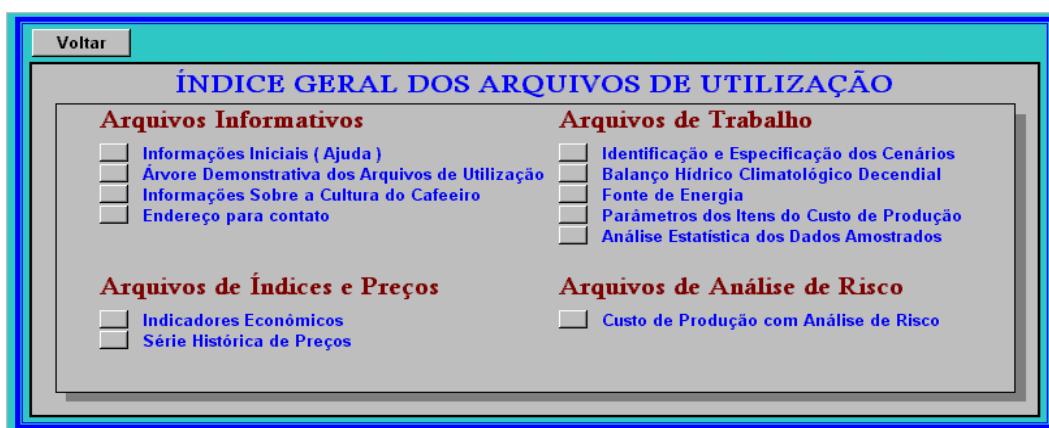 Voltar
ÍNDICE GERAL DOS ARQUIVOS DE UTILIZAÇÃO
Arquivos Informativos
Informações Iniciais ( Ajuda )
Árvore Demonstrativa dos Arquivos de Utilização
Informações Sobre a Cultura do Cafeeiro
Endereço para contato
Arquivos de Trabalho
Identificação e Especificação dos Cenários
Balanço Hídrico Climatológico Decendial
Fonte de Energia
Parâmetros dos Itens do Custo de Produção
Análise Estatística dos Dados Amostrados
Arquivos de Índices e Preços
Indicadores Econômicos
Série Histórica de Preços
Arquivos de Análise de Risco
Custo de Produção com Análise de Risco